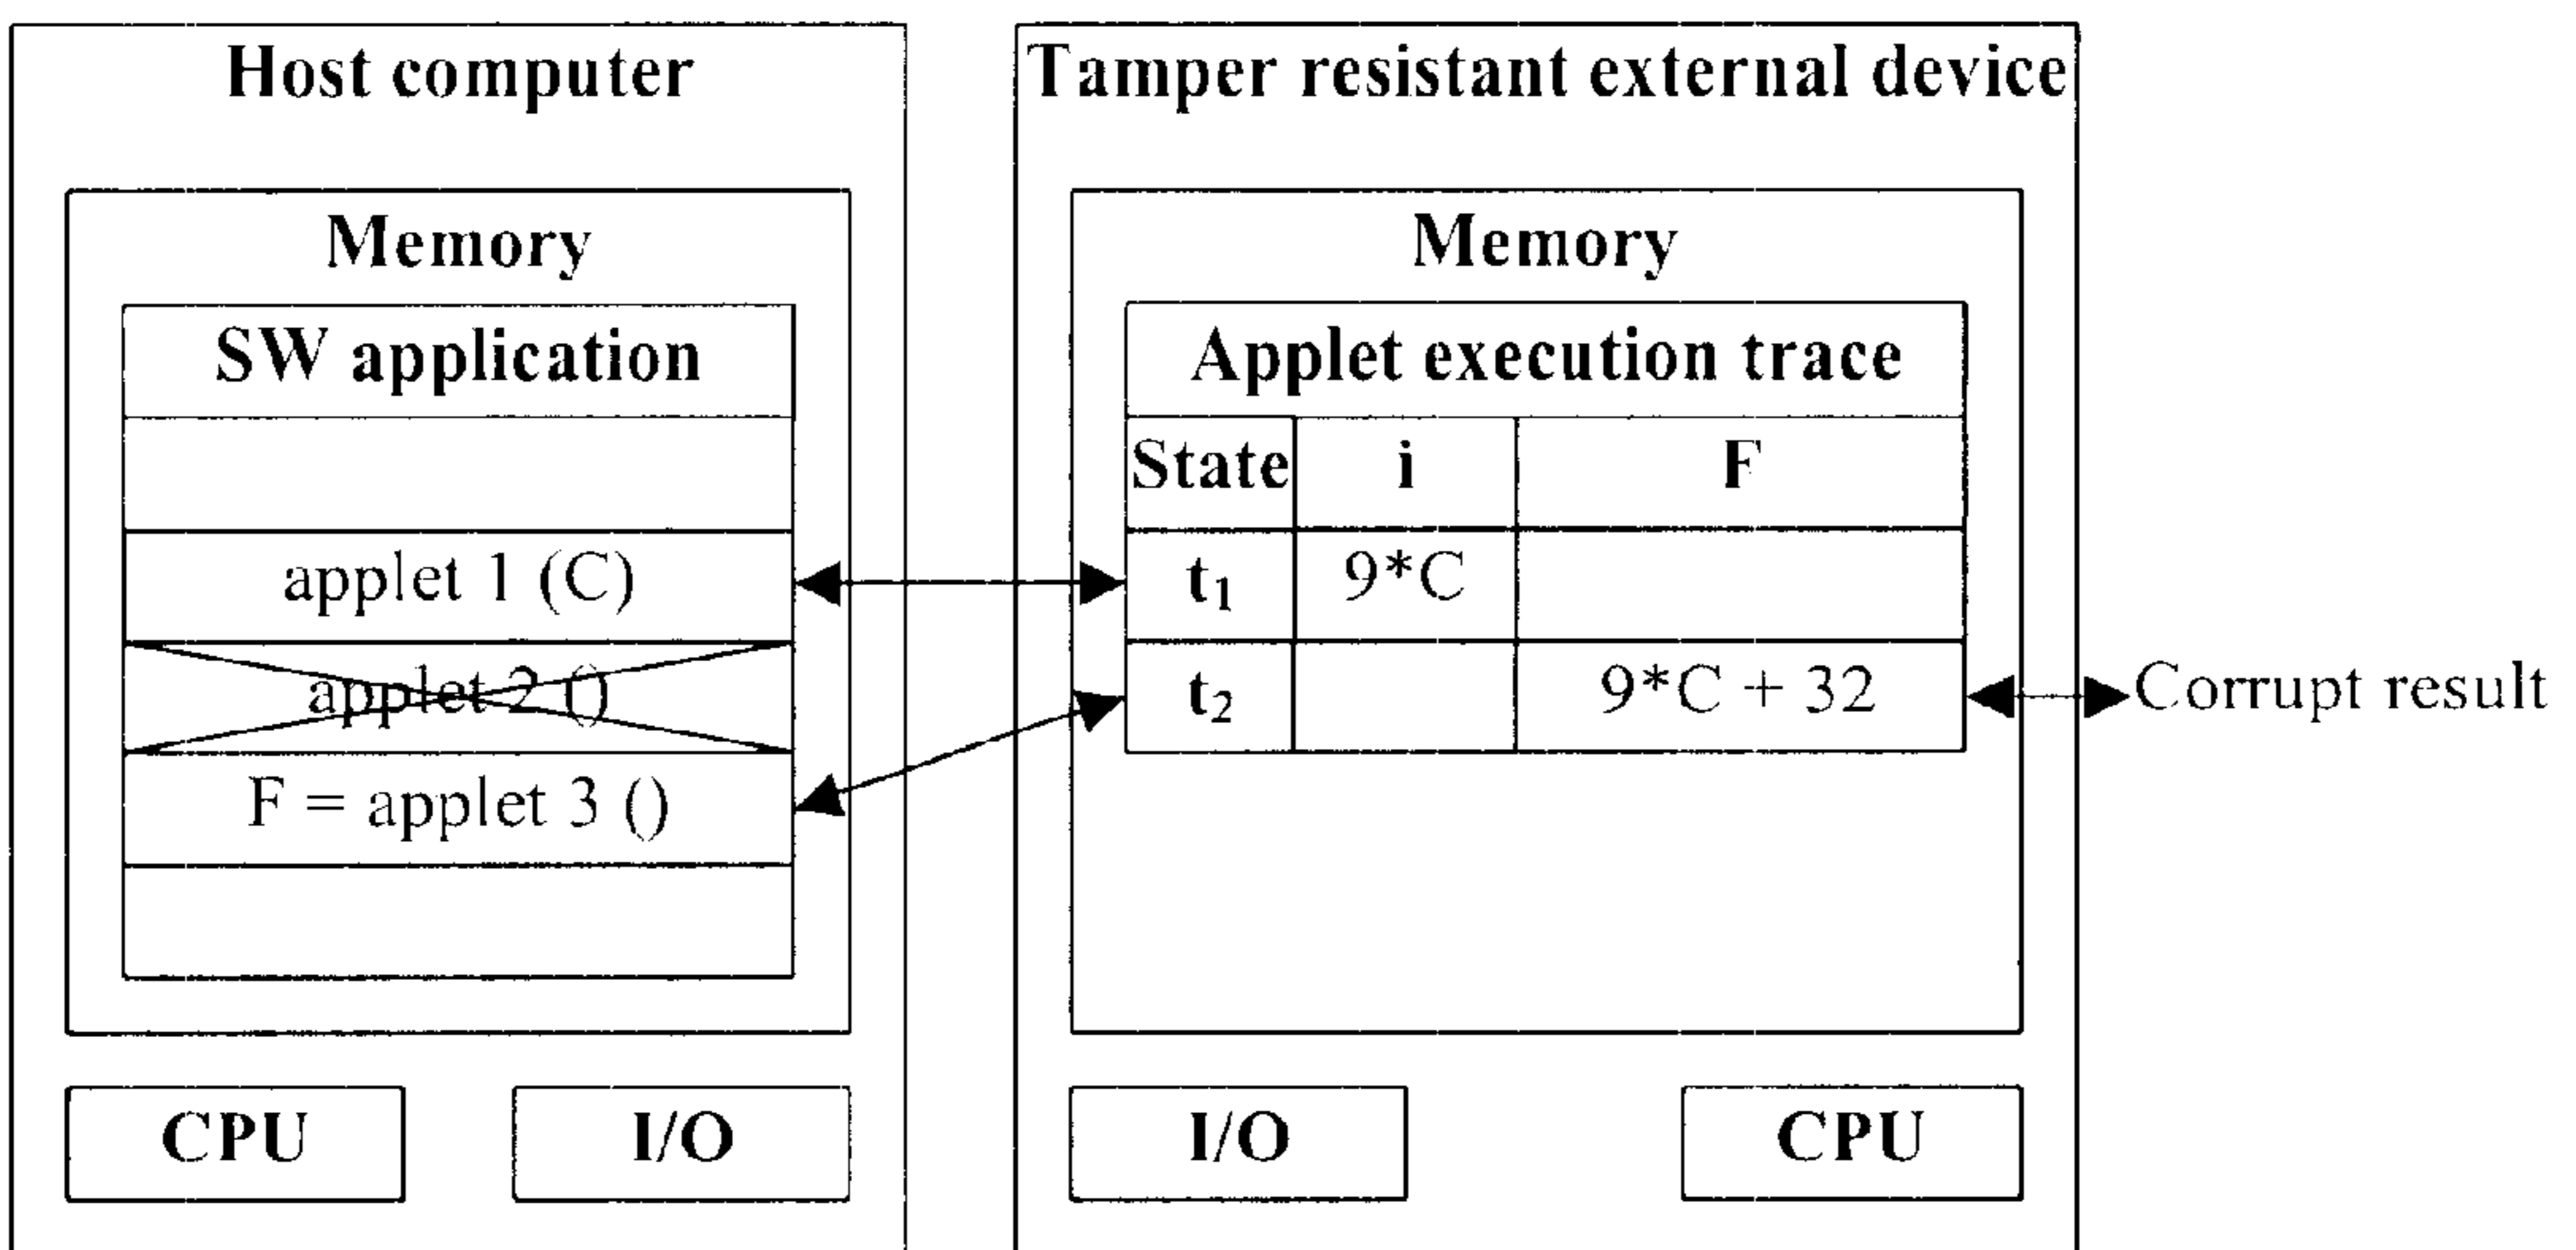 Host computer
Memory
SW application
applet 1 (C)
applet 2 ()
F = applet 3 ()
CPU
I/O
Tamper resistant external device
Memory
Applet execution trace
State i F
t₁ 9*C
t₂ 9*C + 32
I/O
CPU
Corrupt result